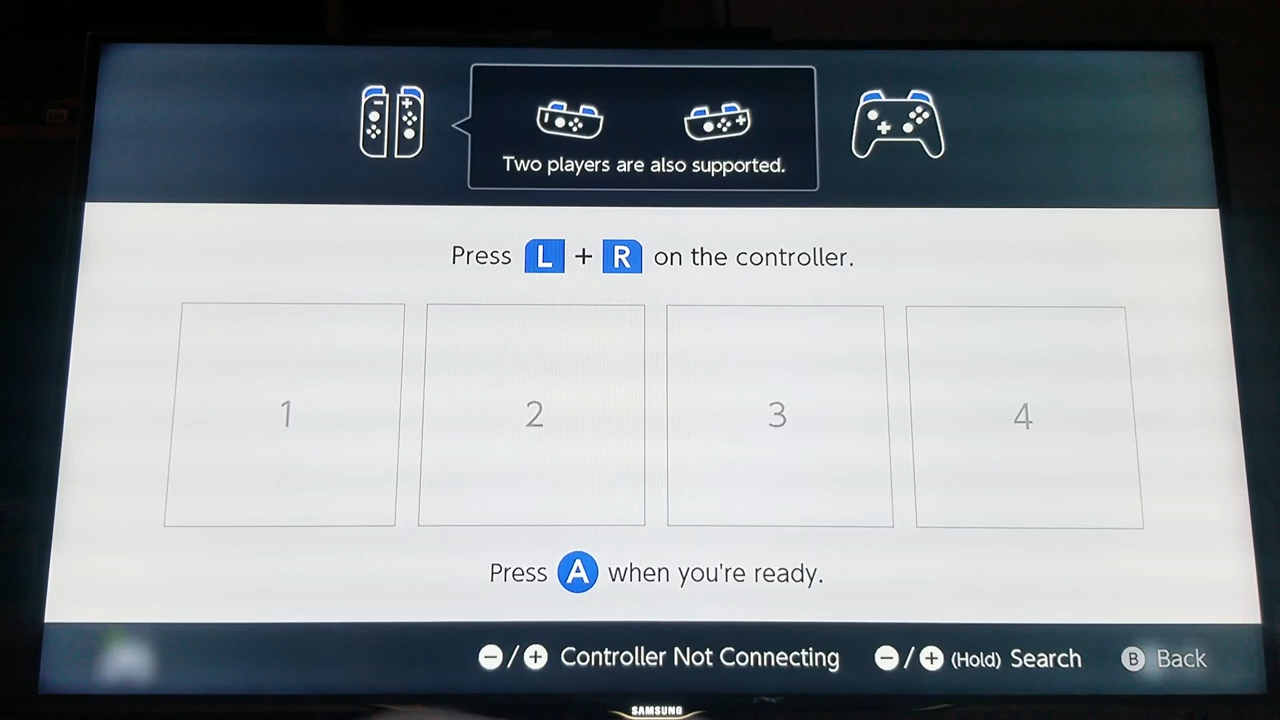 Two players are also supported.
Press L + R on the controller.
1
2
3
4
Press A when you're ready.
−/+ Controller Not Connecting
−/+ (Hold) Search
B Back
SAMSUNG